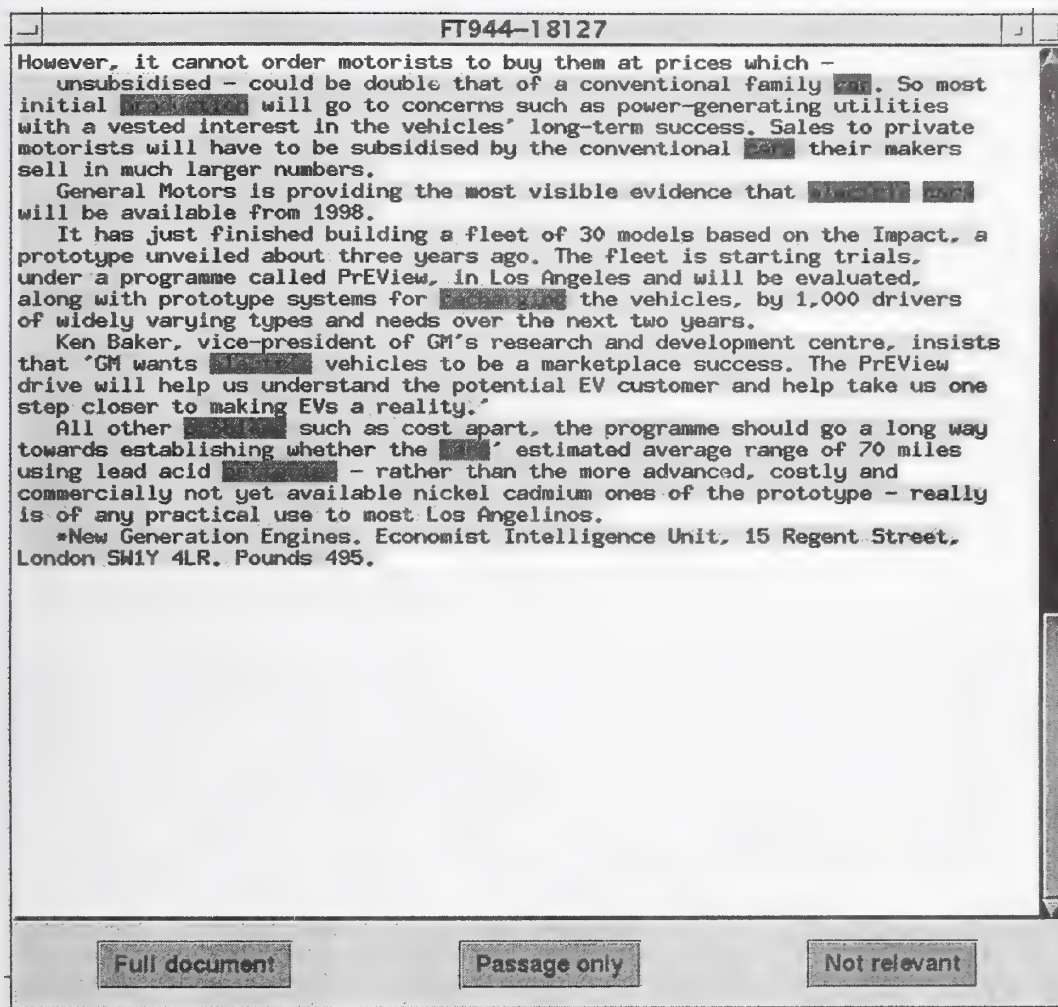 FT944-18127
However, it cannot order motorists to buy them at prices which -
unsubsidised - could be double that of a conventional family car. So most
initial production will go to concerns such as power-generating utilities
with a vested interest in the vehicles' long-term success. Sales to private
motorists will have to be subsidised by the conventional cars their makers
sell in much larger numbers.
General Motors is providing the most visible evidence that electric cars
will be available from 1998.
It has just finished building a fleet of 30 models based on the Impact, a
prototype unveiled about three years ago. The fleet is starting trials,
under a programme called PrEView, in Los Angeles and will be evaluated,
along with prototype systems for recharging the vehicles, by 1,000 drivers
of widely varying types and needs over the next two years.
Ken Baker, vice-president of GM's research and development centre, insists
that 'GM wants electric vehicles to be a marketplace success. The PrEView
drive will help us understand the potential EV customer and help take us one
step closer to making EVs a reality.'
All other problems such as cost apart, the programme should go a long way
towards establishing whether the cars' estimated average range of 70 miles
using lead acid batteries - rather than the more advanced, costly and
commercially not yet available nickel cadmium ones of the prototype - really
is of any practical use to most Los Angelinos.
*New Generation Engines. Economist Intelligence Unit, 15 Regent Street,
London SW1Y 4LR. Pounds 495.
Full document
Passage only
Not relevant